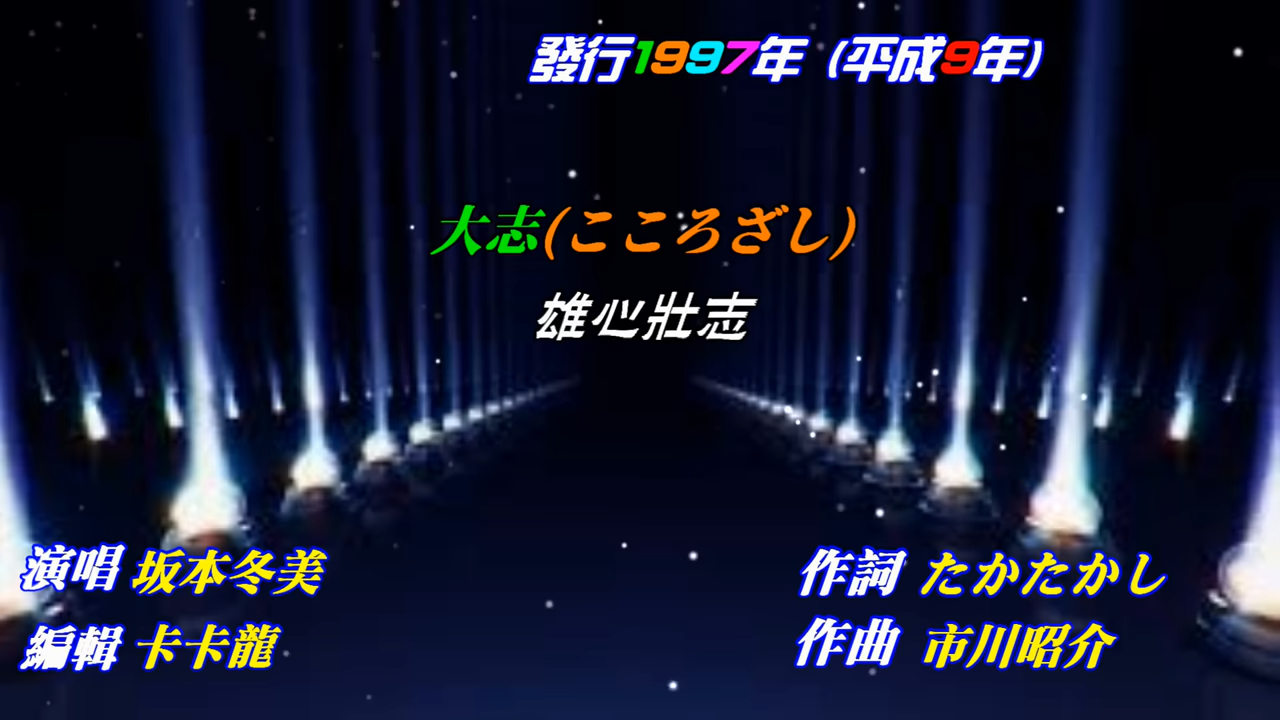 發行1997年（平成9年）
大志(こころざし)
雄心壯志
演唱 坂本冬美
編輯 卡卡龍
作詞 たかたかし
作曲 市川昭介